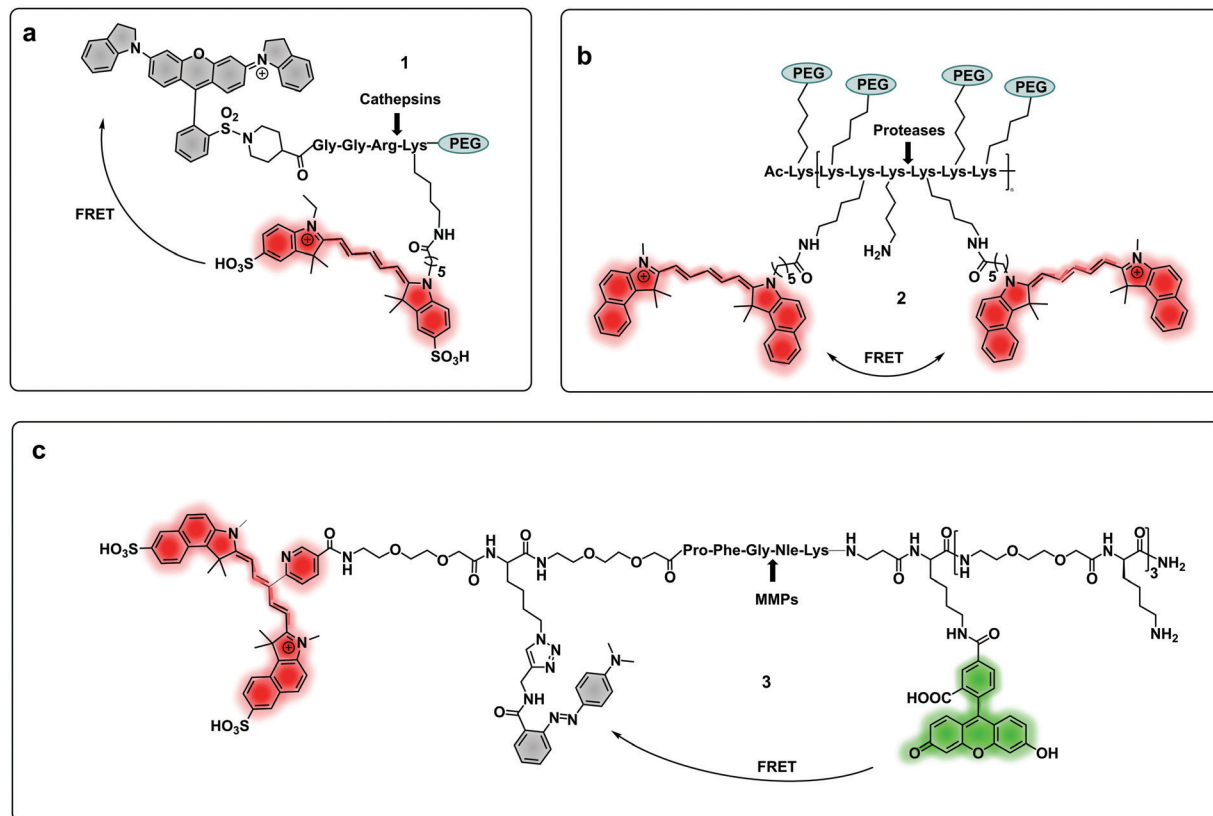 a
N
O
N
⊕
1
Cathepsins
O2
S
N
O
Gly-Gly-Arg-Lys
PEG
FRET
N
⊕
HO3S
NH
O
5
N
SO3H
b
PEG
PEG
PEG
PEG
Proteases
Ac-Lys-[Lys-Lys-Lys-Lys-Lys-Lys]n
NH
O
5
H2N
NH
O
5
N
⊕
N
2
N
N
⊕
FRET
c
HO3S
N
N
O
N
H
O
O
O
H
N
O
N
H
O
O
O
Pro-Phe-Gly-Nle-Lys
MMPs
N
H
O
H
N
O
N
H
O
O
O
H
N
O
3
NH2
N
⊕
HO3S
N
N
N
NH
O
N=N
N
3
NH
O
NH2
HOOC
O
O
OH
FRET